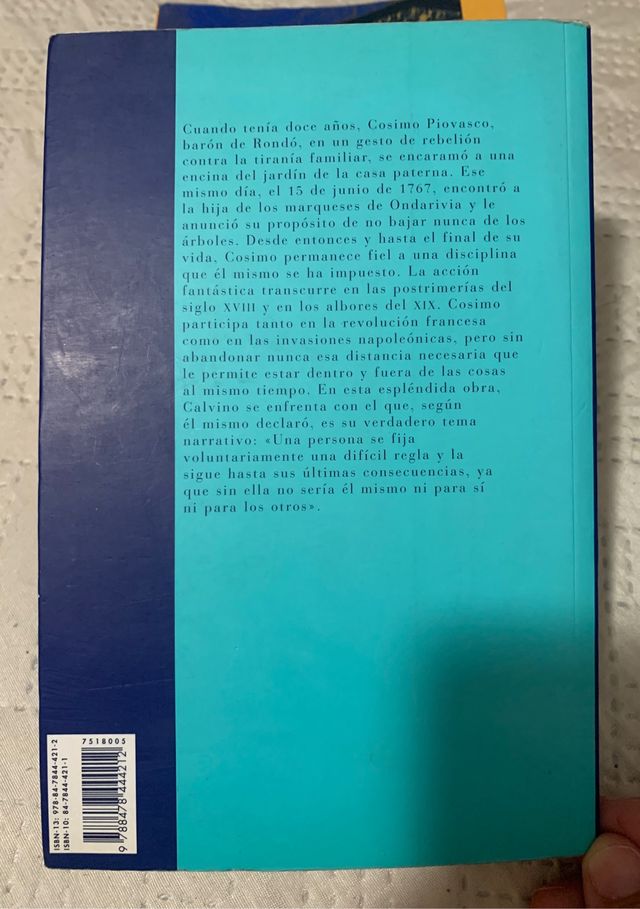 Cuando tenía doce años, Cosimo Piovasco,
barón de Rondó, en un gesto de rebelión
contra la tiranía familiar, se encaramó a una
encina del jardín de la casa paterna. Ese
mismo día, el 15 de junio de 1767, encontró a
la hija de los marqueses de Ondarivia y le
anunció su propósito de no bajar nunca de los
árboles. Desde entonces y hasta el final de su
vida, Cosimo permanece fiel a una disciplina
que él mismo se ha impuesto. La acción
fantástica transcurre en las postrimerías del
siglo XVIII y en los albores del XIX. Cosimo
participa tanto en la revolución francesa
como en las invasiones napoleónicas, pero sin
abandonar nunca esa distancia necesaria que
le permite estar dentro y fuera de las cosas
al mismo tiempo. En esta espléndida obra,
Calvino se enfrenta con el que, según
él mismo declaró, es su verdadero tema
narrativo: «Una persona se fija
voluntariamente una difícil regla y la
sigue hasta sus últimas consecuencias, ya
que sin ella no sería él mismo ni para sí
ni para los otros».
ISBN-13: 978-84-7844-421-2
ISBN-10: 84-7844-421-1
7518005
9 788478 444212